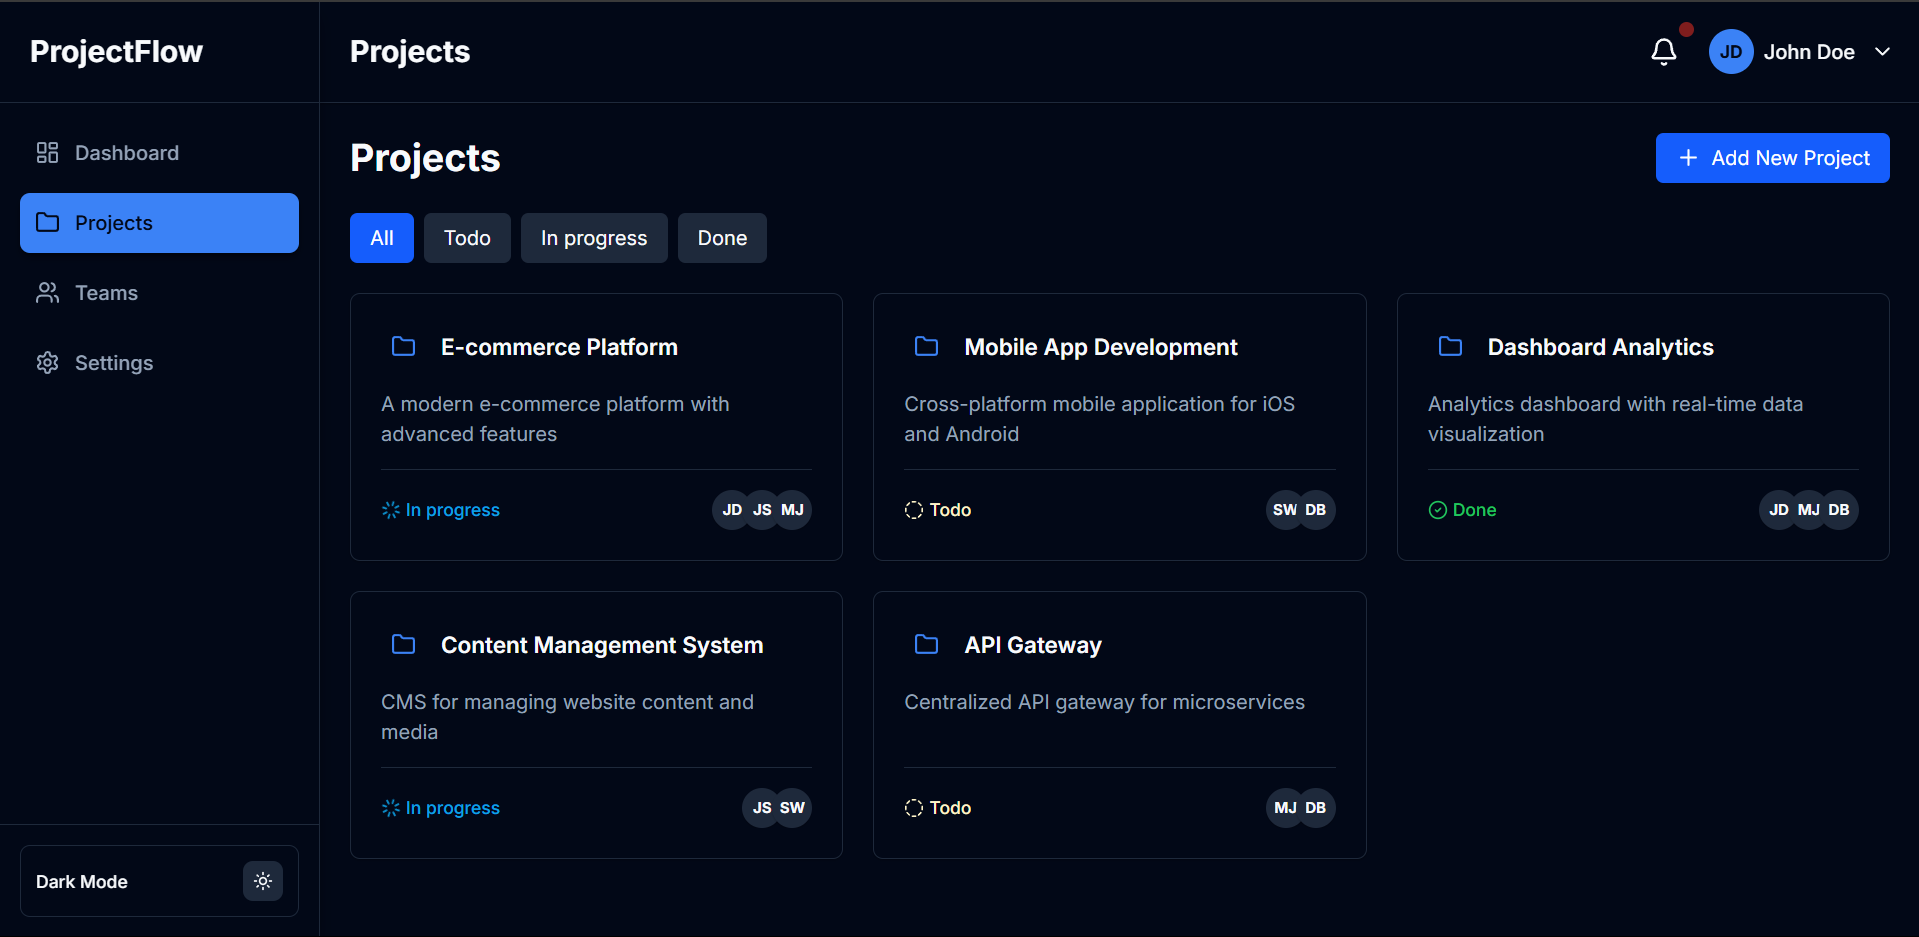 ProjectFlow
Projects
JD
John Doe
Dashboard
Projects
Teams
Settings
Dark Mode
Projects
Add New Project
All
Todo
In progress
Done
E-commerce Platform
A modern e-commerce platform with
advanced features
In progress
JD JS MJ
Mobile App Development
Cross-platform mobile application for iOS
and Android
Todo
SW DB
Dashboard Analytics
Analytics dashboard with real-time data
visualization
Done
JD MJ DB
Content Management System
CMS for managing website content and
media
In progress
JS SW
API Gateway
Centralized API gateway for microservices
Todo
MJ DB